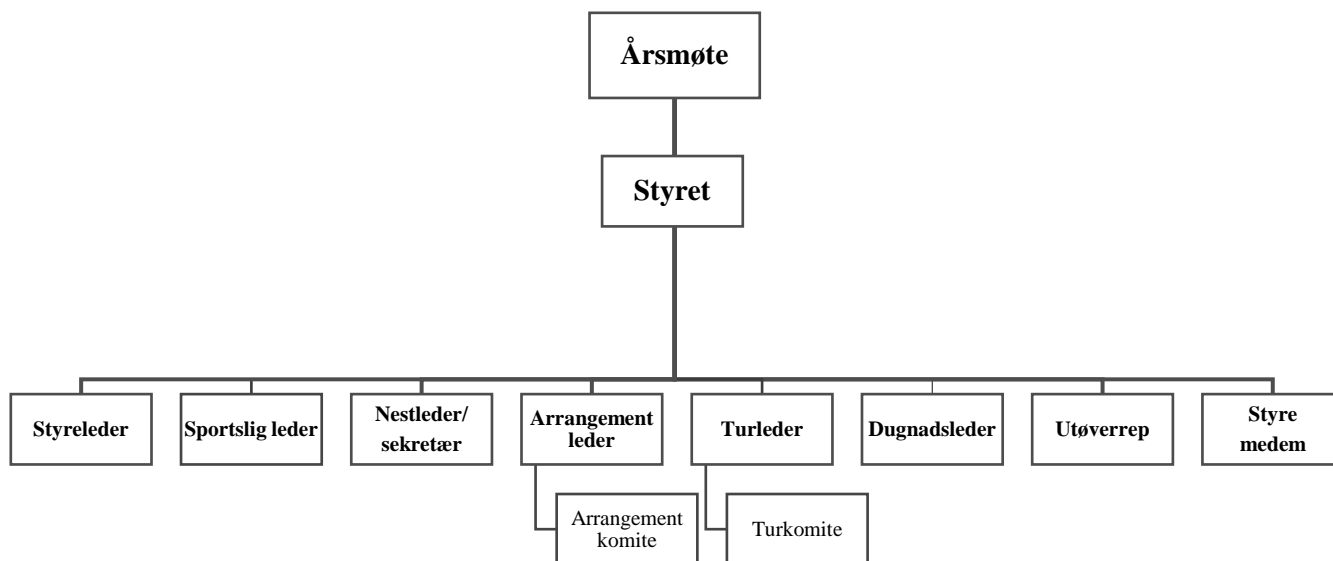 Årsmøte
Styret
Styreleder
Sportslig leder
Nestleder/
sekretær
Arrangement
leder
Turleder
Dugnadsleder
Utøverrep
Styre
medem
Arrangement
komite
Turkomite